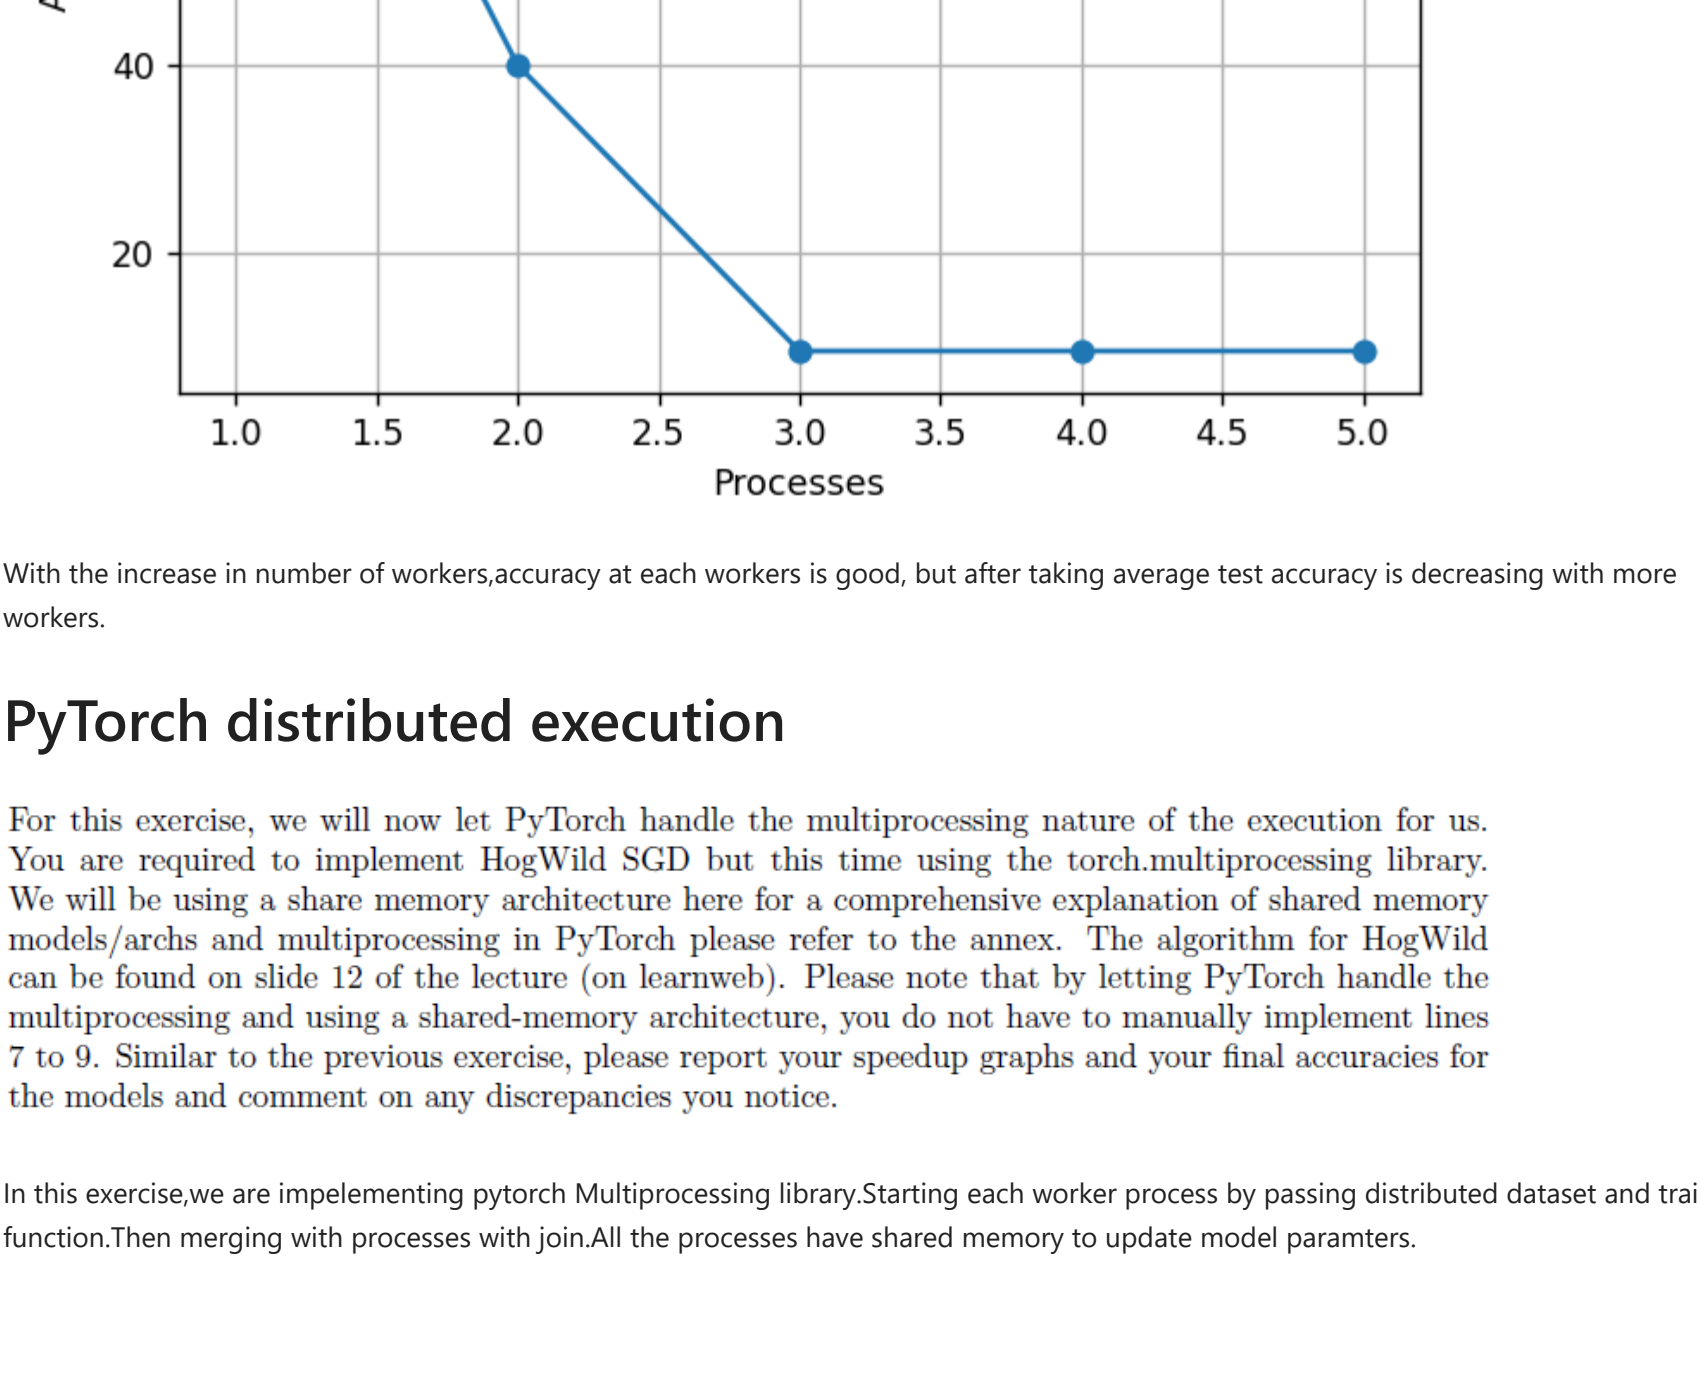 A
40
20
1.0 1.5 2.0 2.5 3.0 3.5 4.0 4.5 5.0
Processes
With the increase in number of workers,accuracy at each workers is good, but after taking average test accuracy is decreasing with more
workers.
PyTorch distributed execution
For this exercise, we will now let PyTorch handle the multiprocessing nature of the execution for us.
You are required to implement HogWild SGD but this time using the torch.multiprocessing library.
We will be using a share memory architecture here for a comprehensive explanation of shared memory
models/archs and multiprocessing in PyTorch please refer to the annex. The algorithm for HogWild
can be found on slide 12 of the lecture (on learnweb). Please note that by letting PyTorch handle the
multiprocessing and using a shared-memory architecture, you do not have to manually implement lines
7 to 9. Similar to the previous exercise, please report your speedup graphs and your final accuracies for
the models and comment on any discrepancies you notice.
In this exercise,we are impelementing pytorch Multiprocessing library.Starting each worker process by passing distributed dataset and trai
function.Then merging with processes with join.All the processes have shared memory to update model paramters.